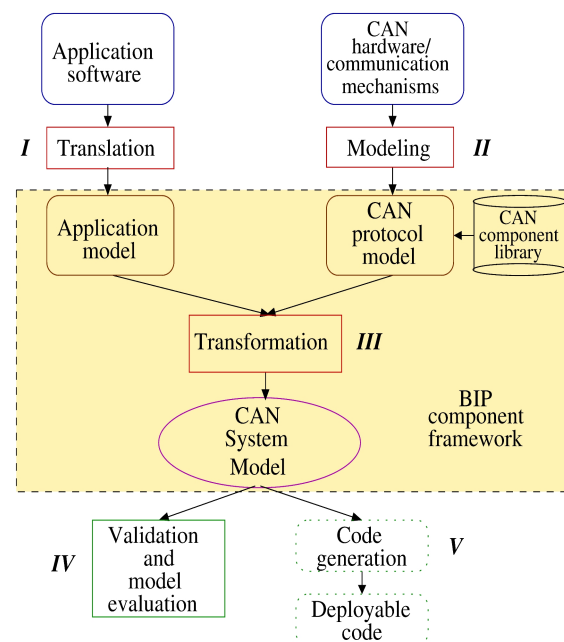 Application
software
CAN
hardware/
communication
mechanisms
I
Translation
Modeling
II
Application
model
CAN
protocol
model
CAN
component
library
Transformation
III
CAN
System
Model
BIP
component
framework
IV
Validation
and
model
evaluation
Code
generation
V
Deployable
code